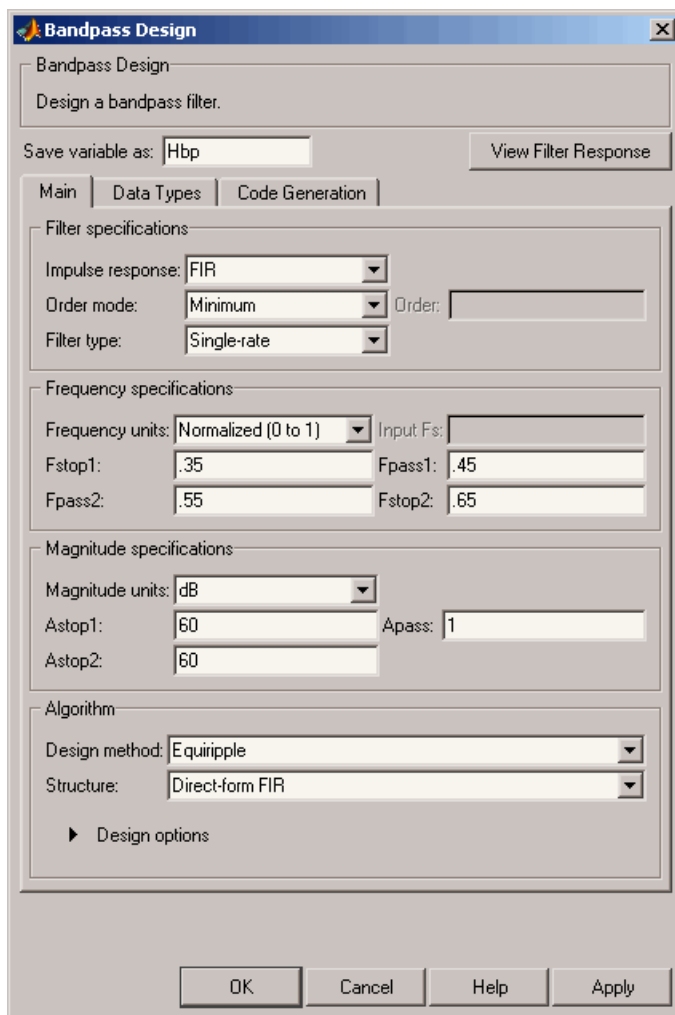 Bandpass Design
Bandpass Design
Design a bandpass filter.
Save variable as: Hbp View Filter Response
Main Data Types Code Generation
Filter specifications
Impulse response: FIR
Order mode: Minimum Order:
Filter type: Single-rate
Frequency specifications
Frequency units: Normalized (0 to 1) Input Fs:
Fstop1: .35 Fpass1: .45
Fpass2: .55 Fstop2: .65
Magnitude specifications
Magnitude units: dB
Astop1: 60 Apass: 1
Astop2: 60
Algorithm
Design method: Equiripple
Structure: Direct-form FIR
Design options
OK Cancel Help Apply